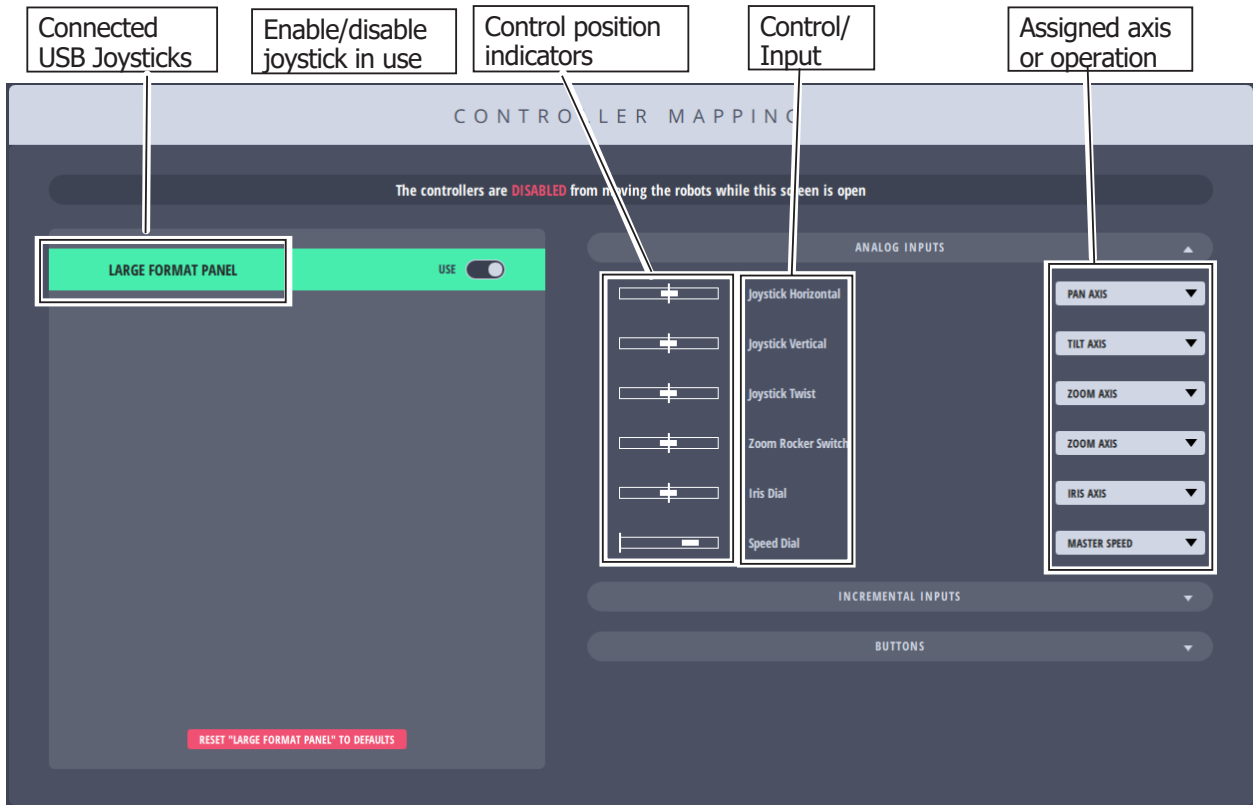 Connected
USB Joysticks
Enable/disable
joystick in use
Control position
indicators
Control/
Input
Assigned axis
or operation
CONTROLLER MAPPING
The controllers are DISABLED from moving the robots while this screen is open
LARGE FORMAT PANEL
USE
ANALOG INPUTS
Joystick Horizontal
PAN AXIS
Joystick Vertical
TILT AXIS
Joystick Twist
ZOOM AXIS
Zoom Rocker Switch
ZOOM AXIS
Iris Dial
IRIS AXIS
Speed Dial
MASTER SPEED
INCREMENTAL INPUTS
BUTTONS
RESET "LARGE FORMAT PANEL" TO DEFAULTS